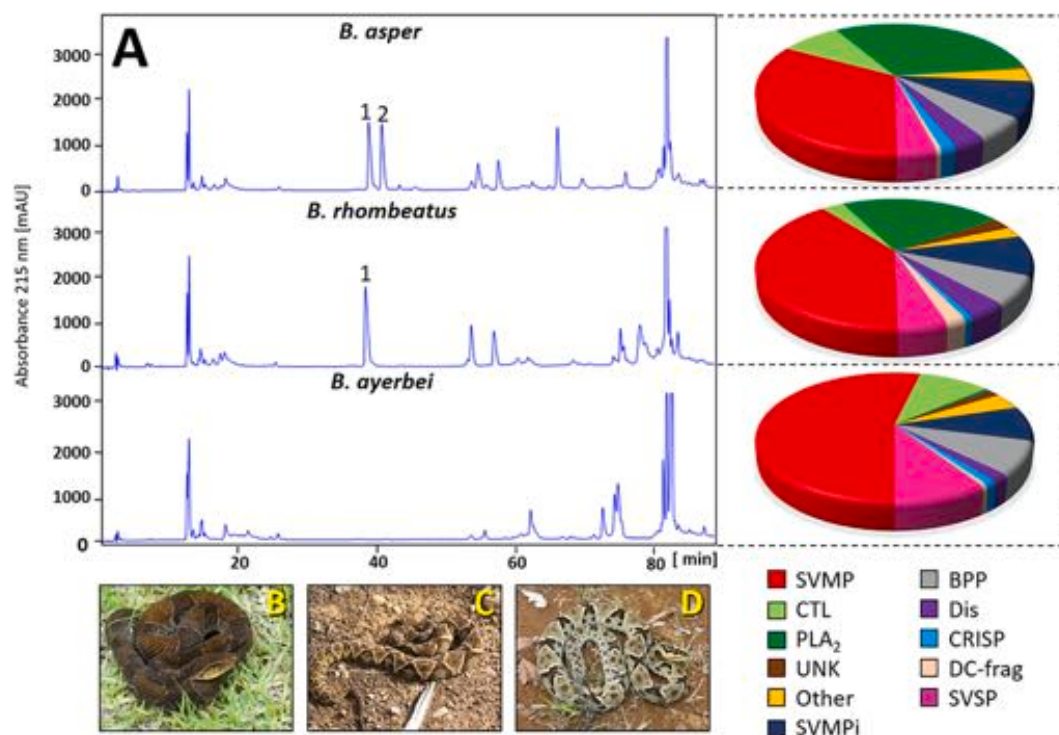 A
B. asper
3000
2000
1000
0
1 2
B. rhombeatus
3000
2000
1000
0
1
B. ayerbei
3000
2000
1000
0
Absorbance 215 nm [mAU]
20 40 60 80 [ min]
B C D
SVMP BPP
CTL Dis
PLA₂ CRISP
UNK DC-frag
Other SVSP
SVMPi